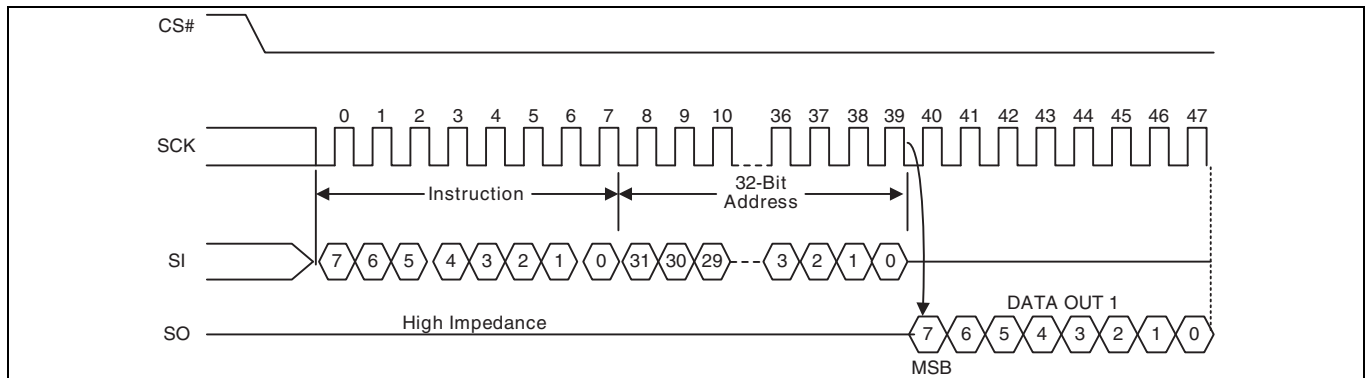 CS#
0 1 2 3 4 5 6 7 8 9 10 36 37 38 39 40 41 42 43 44 45 46 47
SCK
Instruction
32-Bit
Address
SI
7 6 5 4 3 2 1 0 31 30 29 3 2 1 0
DATA OUT 1
High Impedance
SO
7 6 5 4 3 2 1 0
MSB